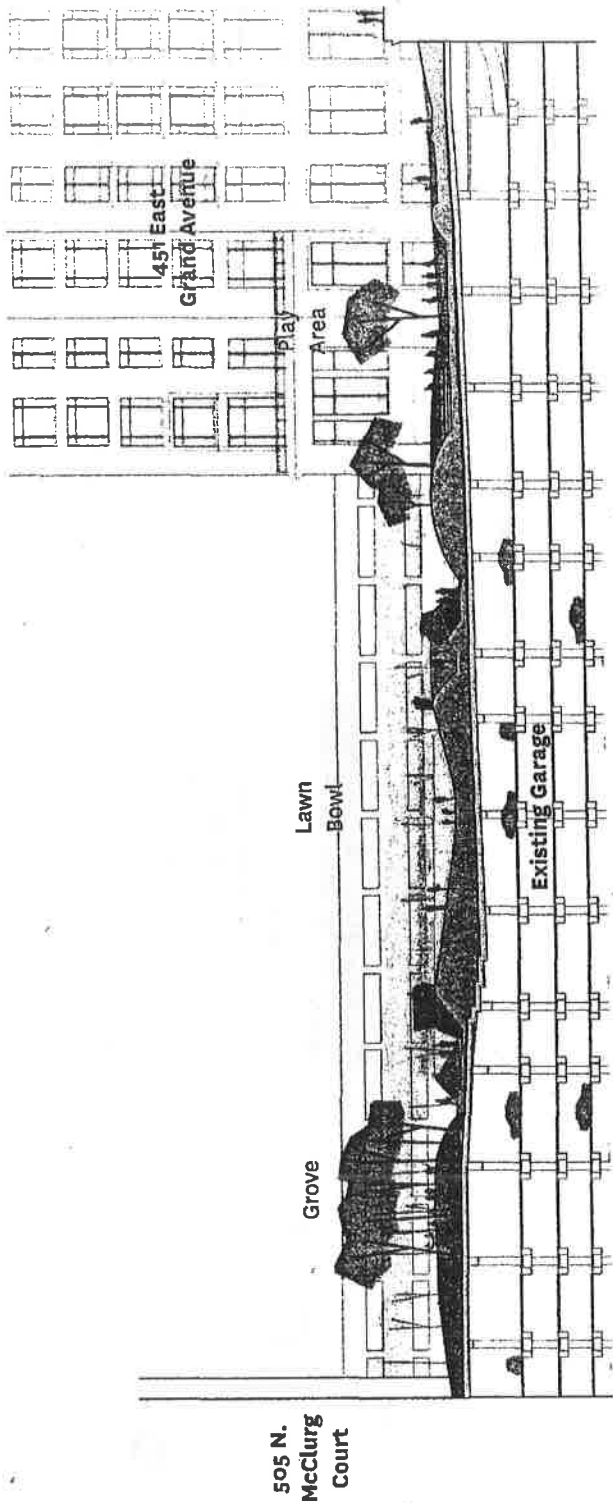 505 N.
McClurg
Court
Grove
Lawn
Bowl
Existing Garage
Play
Area
451 East
Grand Avenue